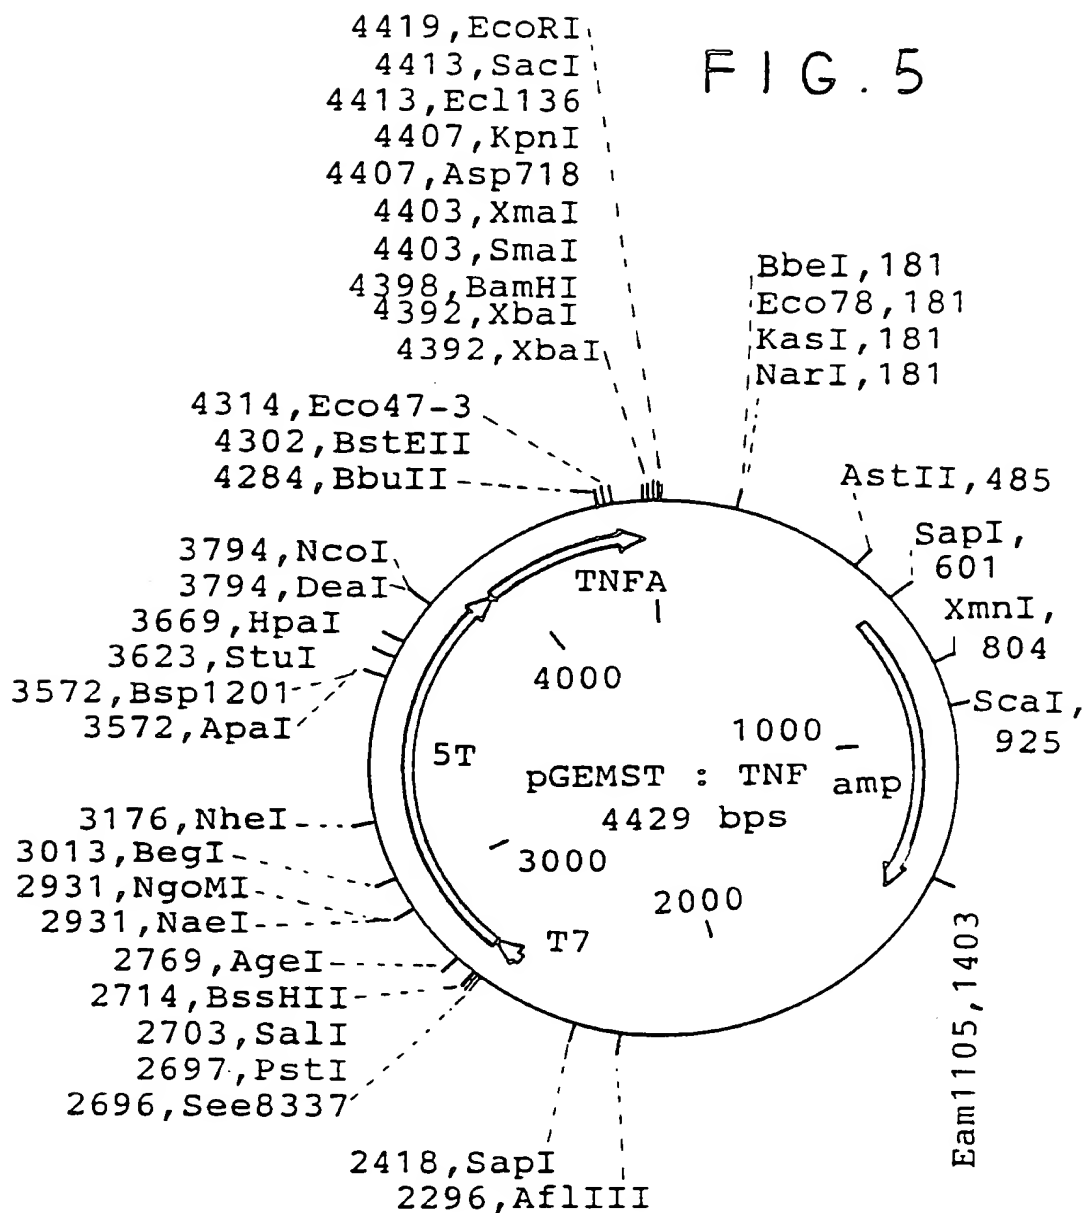 FIG.5
4419,EcoRI
4413,SacI
4413,Ecl136
4407,KpnI
4407,Asp718
4403,XmaI
4403,SmaI
4398,BamHI
4392,XbaI
4392,XbaI
4314,Eco47-3
4302,BstEII
4284,BbuII
3794,NcoI
3794,DeaI
3669,HpaI
3623,StuI
3572,Bsp1201
3572,ApaI
3176,NheI
3013,BegI
2931,NgoMI
2931,NaeI
2769,AgeI
2714,BssHII
2703,SalI
2697,PstI
2696,See8337
2418,SapI
2296,AflIII
BbeI,181
Eco78,181
KasI,181
NarI,181
AstII,485
SapI,
601
XmnI,
804
ScaI,
925
Eam1105,1403
TNFA
4000
5T
1000
pGEMST : TNF
amp
4429 bps
3000
2000
T7